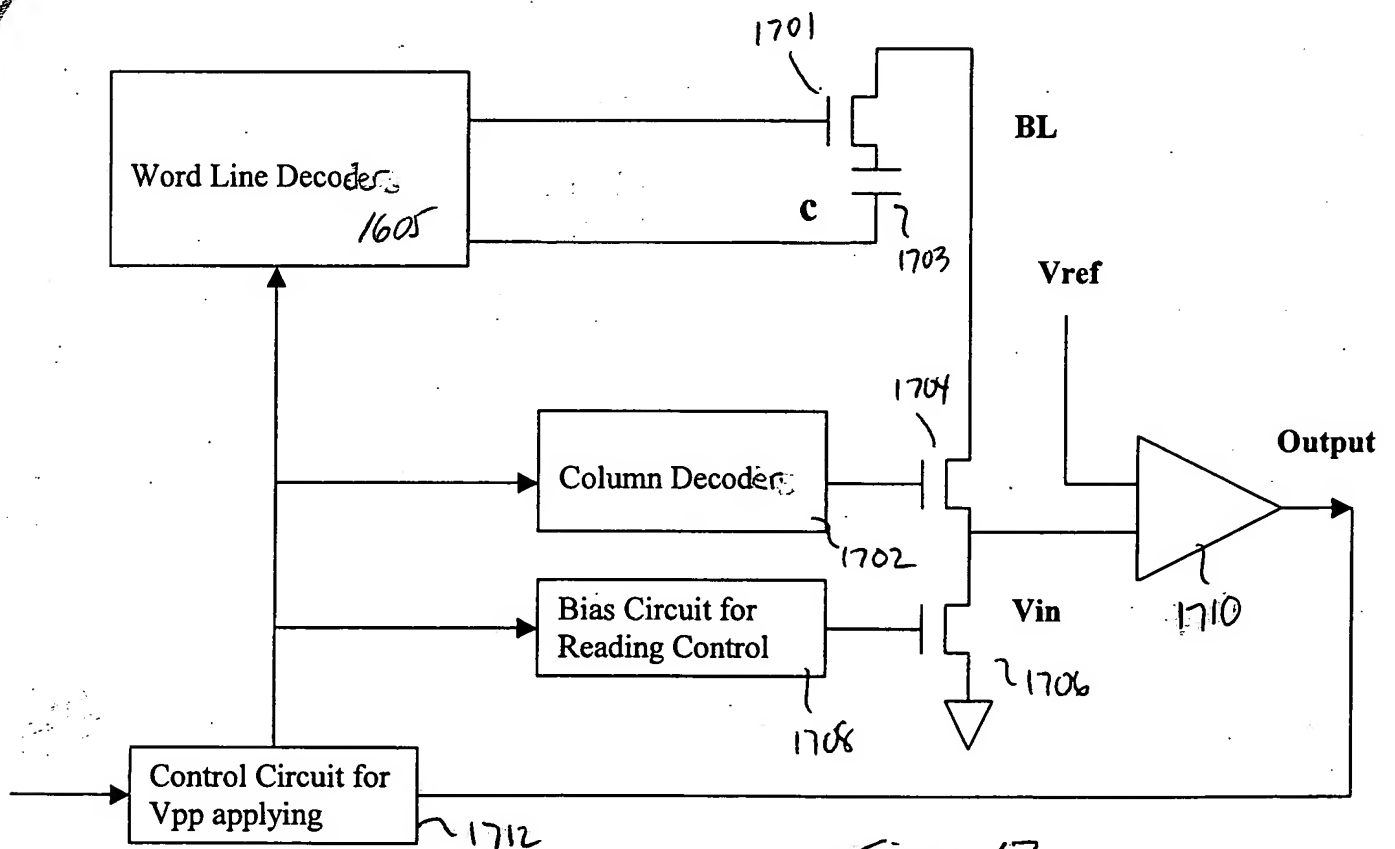 1701
BL
Word Line Decoders
1605
C
1703
Vref
1704
Output
Column Decoders
1702
Bias Circuit for
Reading Control
Vin
1710
1706
1708
Control Circuit for
Vpp applying
1712